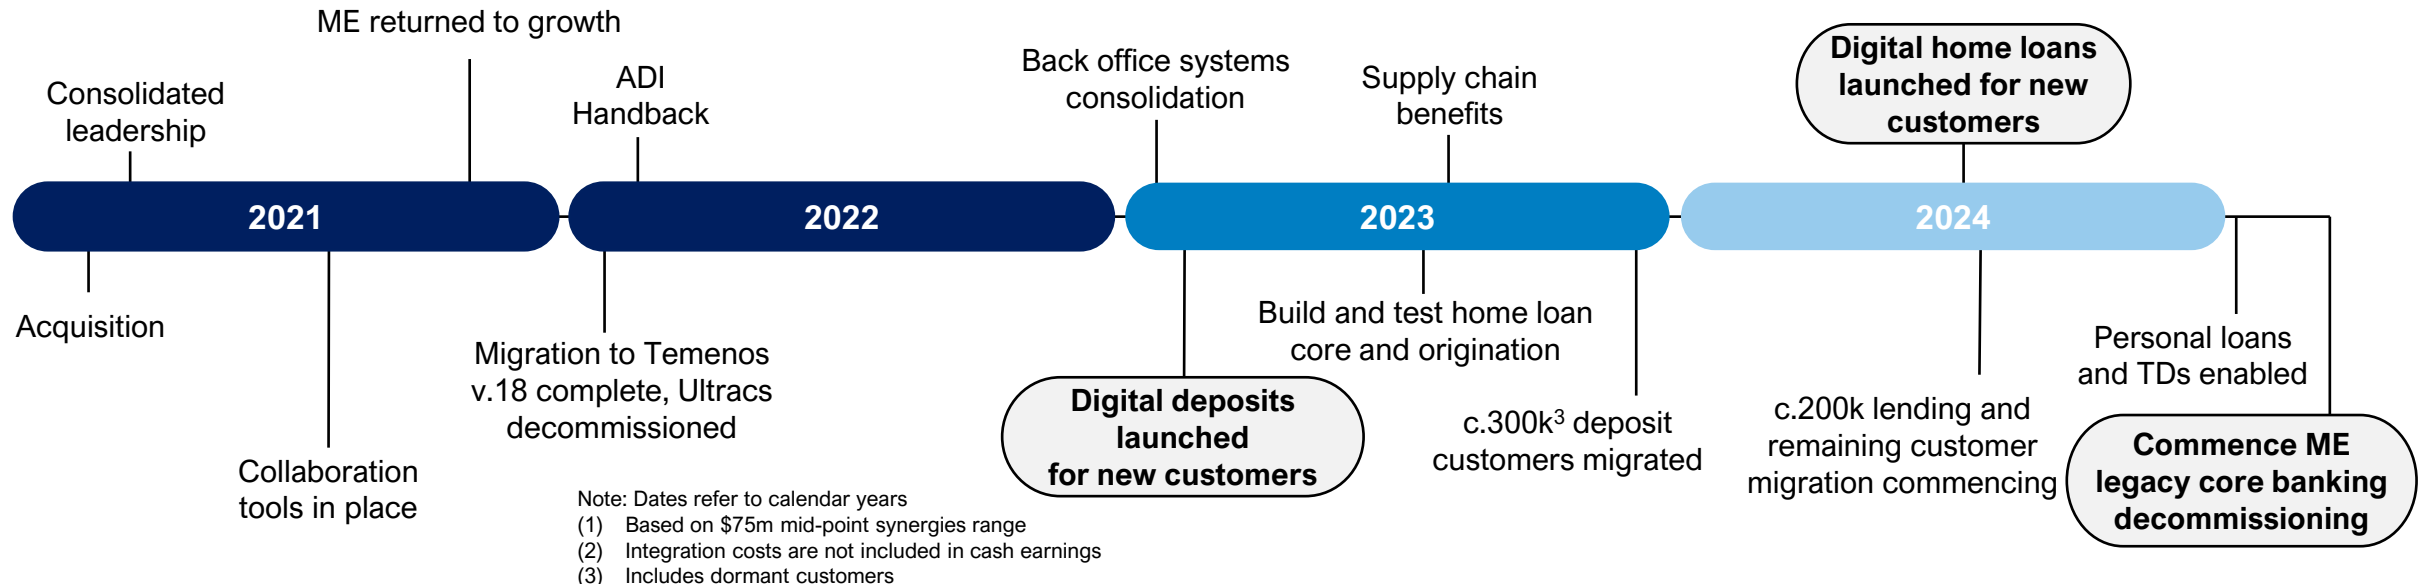 ME returned to growth
Consolidated
leadership
ADI
Handback
Back office systems
consolidation
Supply chain
benefits
Digital home loans
launched for new
customers
2021
2022
2023
2024
Acquisition
Collaboration
tools in place
Migration to Temenos
v.18 complete, Ultracs
decommissioned
Digital deposits
launched
for new customers
Build and test home loan
core and origination
c.300k³ deposit
customers migrated
c.200k lending and
remaining customer
migration commencing
Personal loans
and TDs enabled
Commence ME
legacy core banking
decommissioning
Note: Dates refer to calendar years
(1) Based on $75m mid-point synergies range
(2) Integration costs are not included in cash earnings
(3) Includes dormant customers